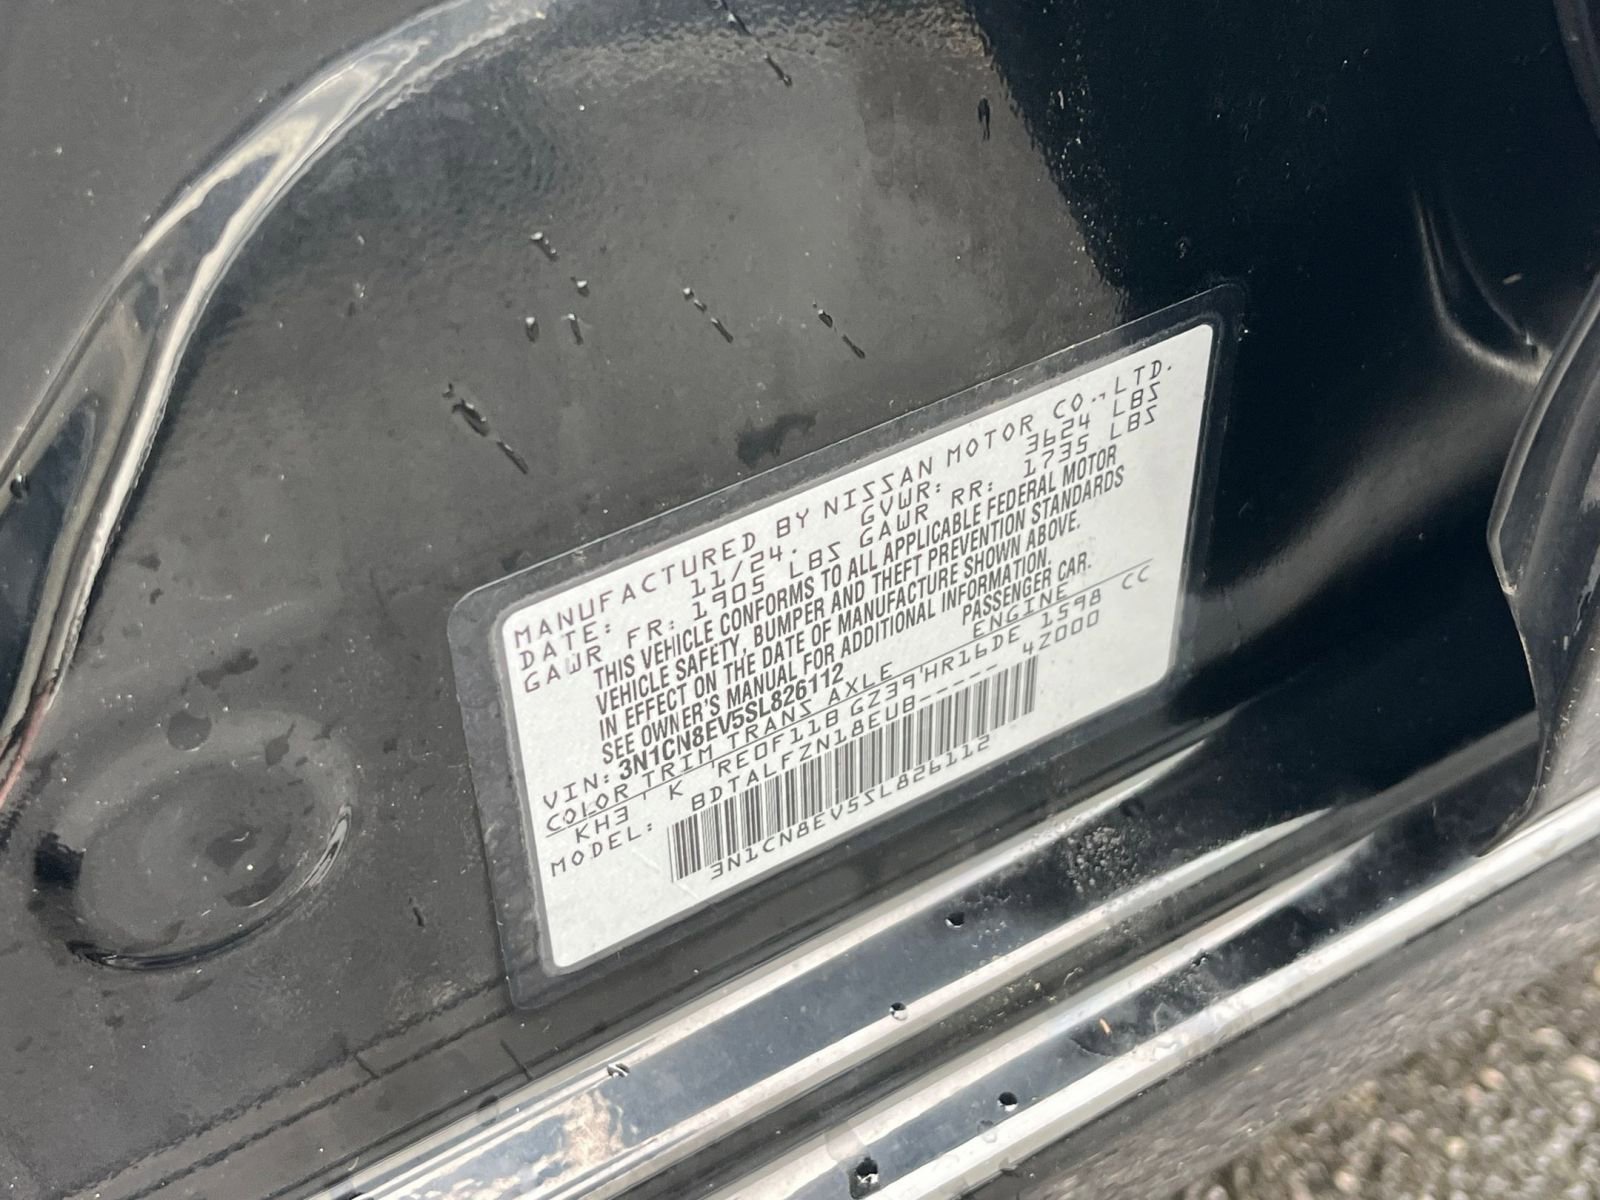 MANUFACTURED BY NISSAN MOTOR CO., LTD.
DATE: 11/24. GVWR: 3624 LBS
GAWR FR: 1905 LBS GAWR RR: 1735 LBS
THIS VEHICLE CONFORMS TO ALL APPLICABLE FEDERAL MOTOR
VEHICLE SAFETY, BUMPER AND THEFT PREVENTION STANDARDS
IN EFFECT ON THE DATE OF MANUFACTURE SHOWN ABOVE.
SEE OWNER'S MANUAL FOR ADDITIONAL INFORMATION.
VIN: 3N1CN8EV5SL826112 PASSENGER CAR.
COLOR TRIM TRANS AXLE ENGINE
KH3 K RE0F11B GZ39 HR16DE 1598 CC
MODEL: BDTALFZN18EUB----- 4Z000
3N1CN8EV5SL826112